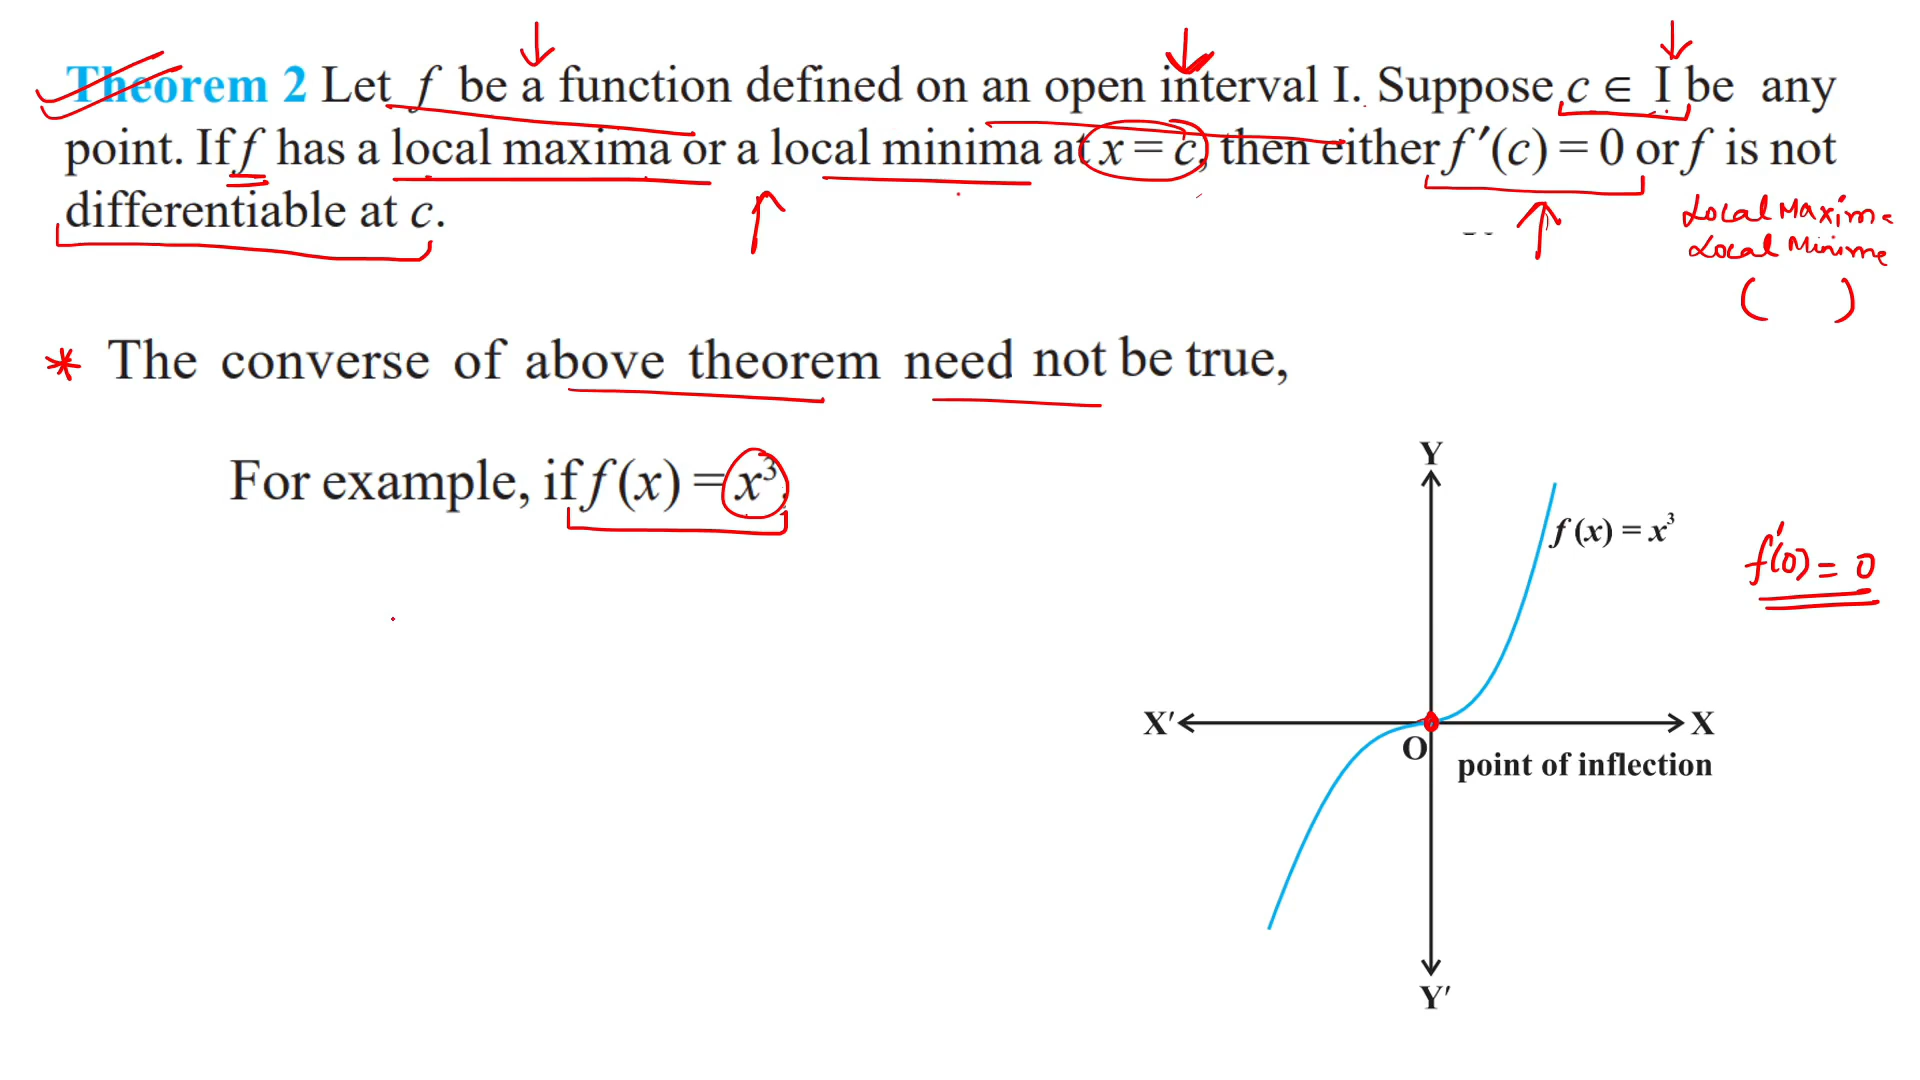 Theorem 2 Let f be a function defined on an open interval I. Suppose c ∈ I be any
point. If f has a local maxima or a local minima at x = c, then either f′(c) = 0 or f is not
differentiable at c.
Local Maxima
Local Minima
( )
* The converse of above theorem need not be true,
For example, if f(x) = x³,
Y
f(x) = x³
f′(0) = 0
X′ X
O
point of inflection
Y′